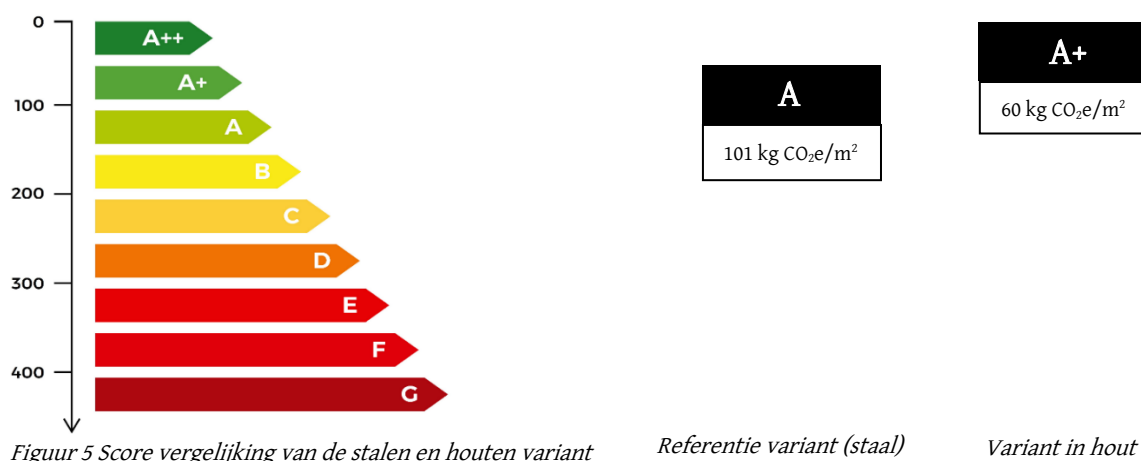 0
A++
A+
100
A
B
200
C
D
300
E
F
400
G
A
101 kg CO₂e/m²
A+
60 kg CO₂e/m²
Figuur 5 Score vergelijking van de stalen en houten variant
Referentie variant (staal)
Variant in hout